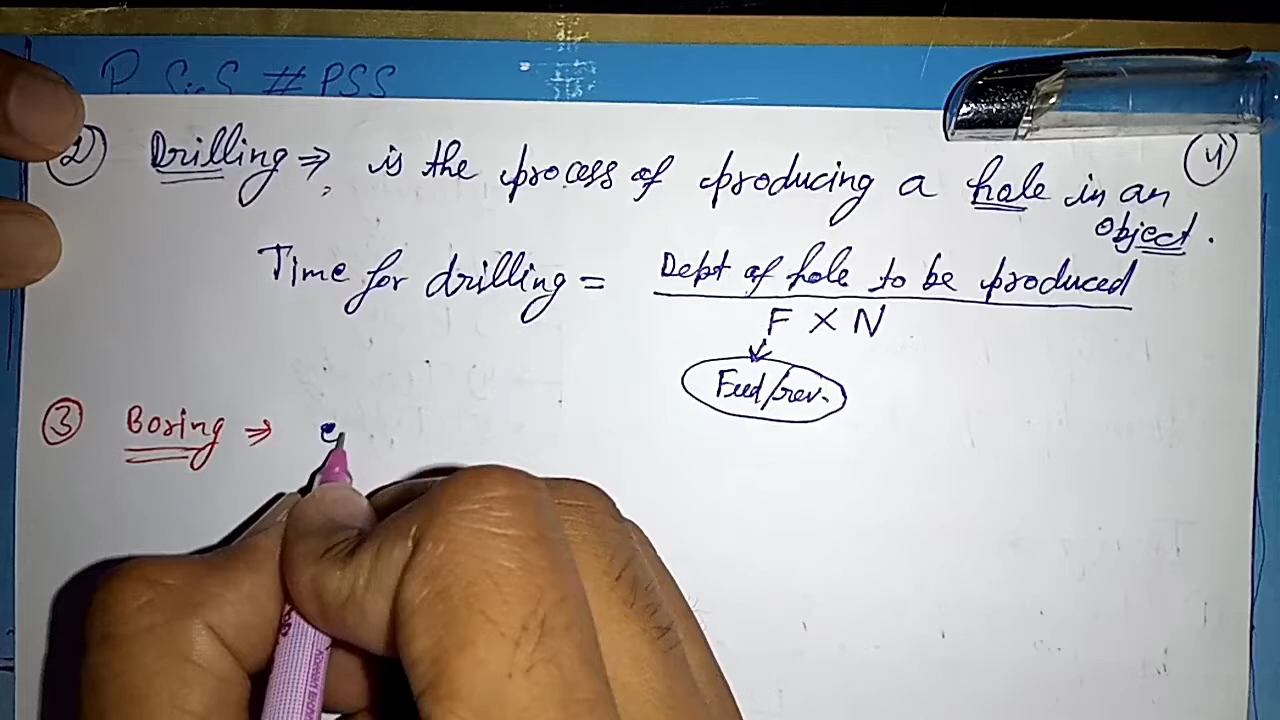 P. SirS # PSS
2) Drilling ⇒ is the process of producing a hole in an object.
4
Time for drilling = Dept of hole to be produced
F X N
Feed/rev.
3 Boring ⇒